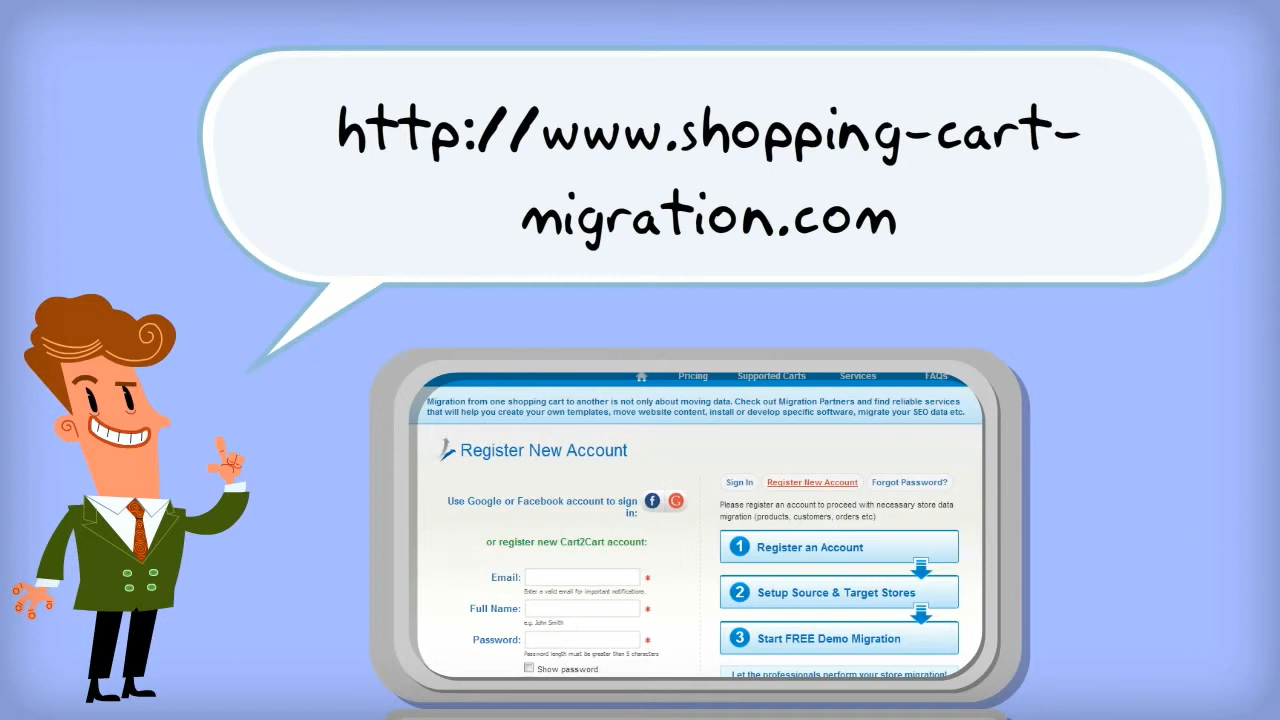 http://www.shopping-cart-
migration.com
Pricing Supported Carts Services FAQs
Migration from one shopping cart to another is not only about moving data. Check out Migration Partners and find reliable services
that will help you create your own templates, move website content, install or develop specific software, migrate your SEO data etc.
Register New Account
Use Google or Facebook account to sign
in:
or register new Cart2Cart account:
Email: *
Enter a valid email for important notifications.
Full Name: *
e.g. John Smith
Password: *
Password length must be greater than 5 characters
Show password
Sign In Register New Account Forgot Password?
Please register an account to proceed with necessary store data
migration (products, customers, orders etc)
1 Register an Account
2 Setup Source & Target Stores
3 Start FREE Demo Migration
Let the professionals perform your store migration!